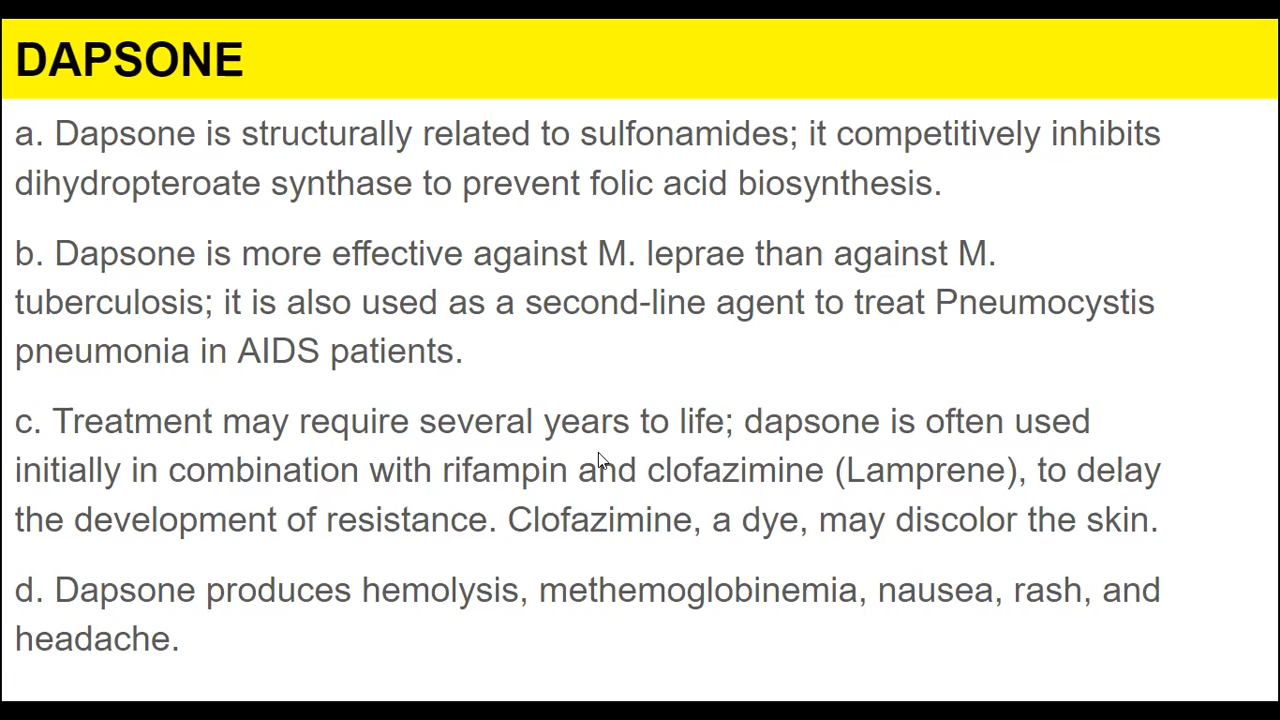 DAPSONE
a. Dapsone is structurally related to sulfonamides; it competitively inhibits
dihydropteroate synthase to prevent folic acid biosynthesis.
b. Dapsone is more effective against M. leprae than against M.
tuberculosis; it is also used as a second-line agent to treat Pneumocystis
pneumonia in AIDS patients.
c. Treatment may require several years to life; dapsone is often used
initially in combination with rifampin and clofazimine (Lamprene), to delay
the development of resistance. Clofazimine, a dye, may discolor the skin.
d. Dapsone produces hemolysis, methemoglobinemia, nausea, rash, and
headache.